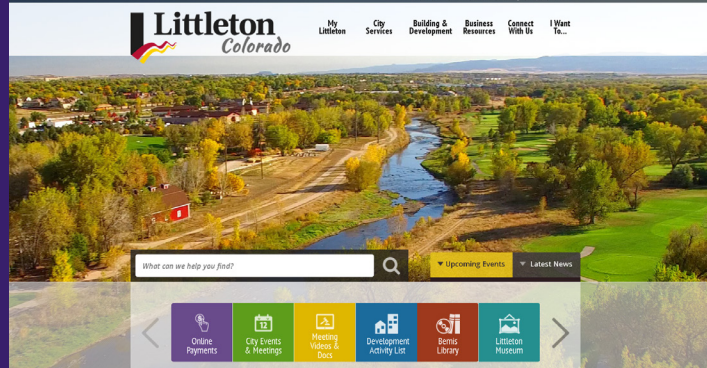 Littleton
Colorado
My
Littleton
City
Services
Building &
Development
Business
Resources
Connect
With Us
I Want
To...
What can we help you find?
Upcoming Events
Latest News
Online
Payments
12
City Events
& Meetings
Meeting
Videos &
Docs
Development
Activity List
Bemis
Library
Littleton
Museum